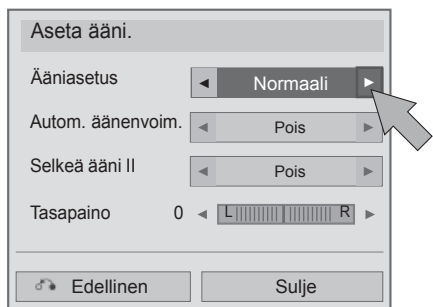 Aseta ääni.
Ääniasetus ◄ Normaali ►
Autom. äänenvoim. ◄ Pois ►
Selkeä ääni II ◄ Pois ►
Tasapaino 0 ◄ L R ►
Edellinen Sulje